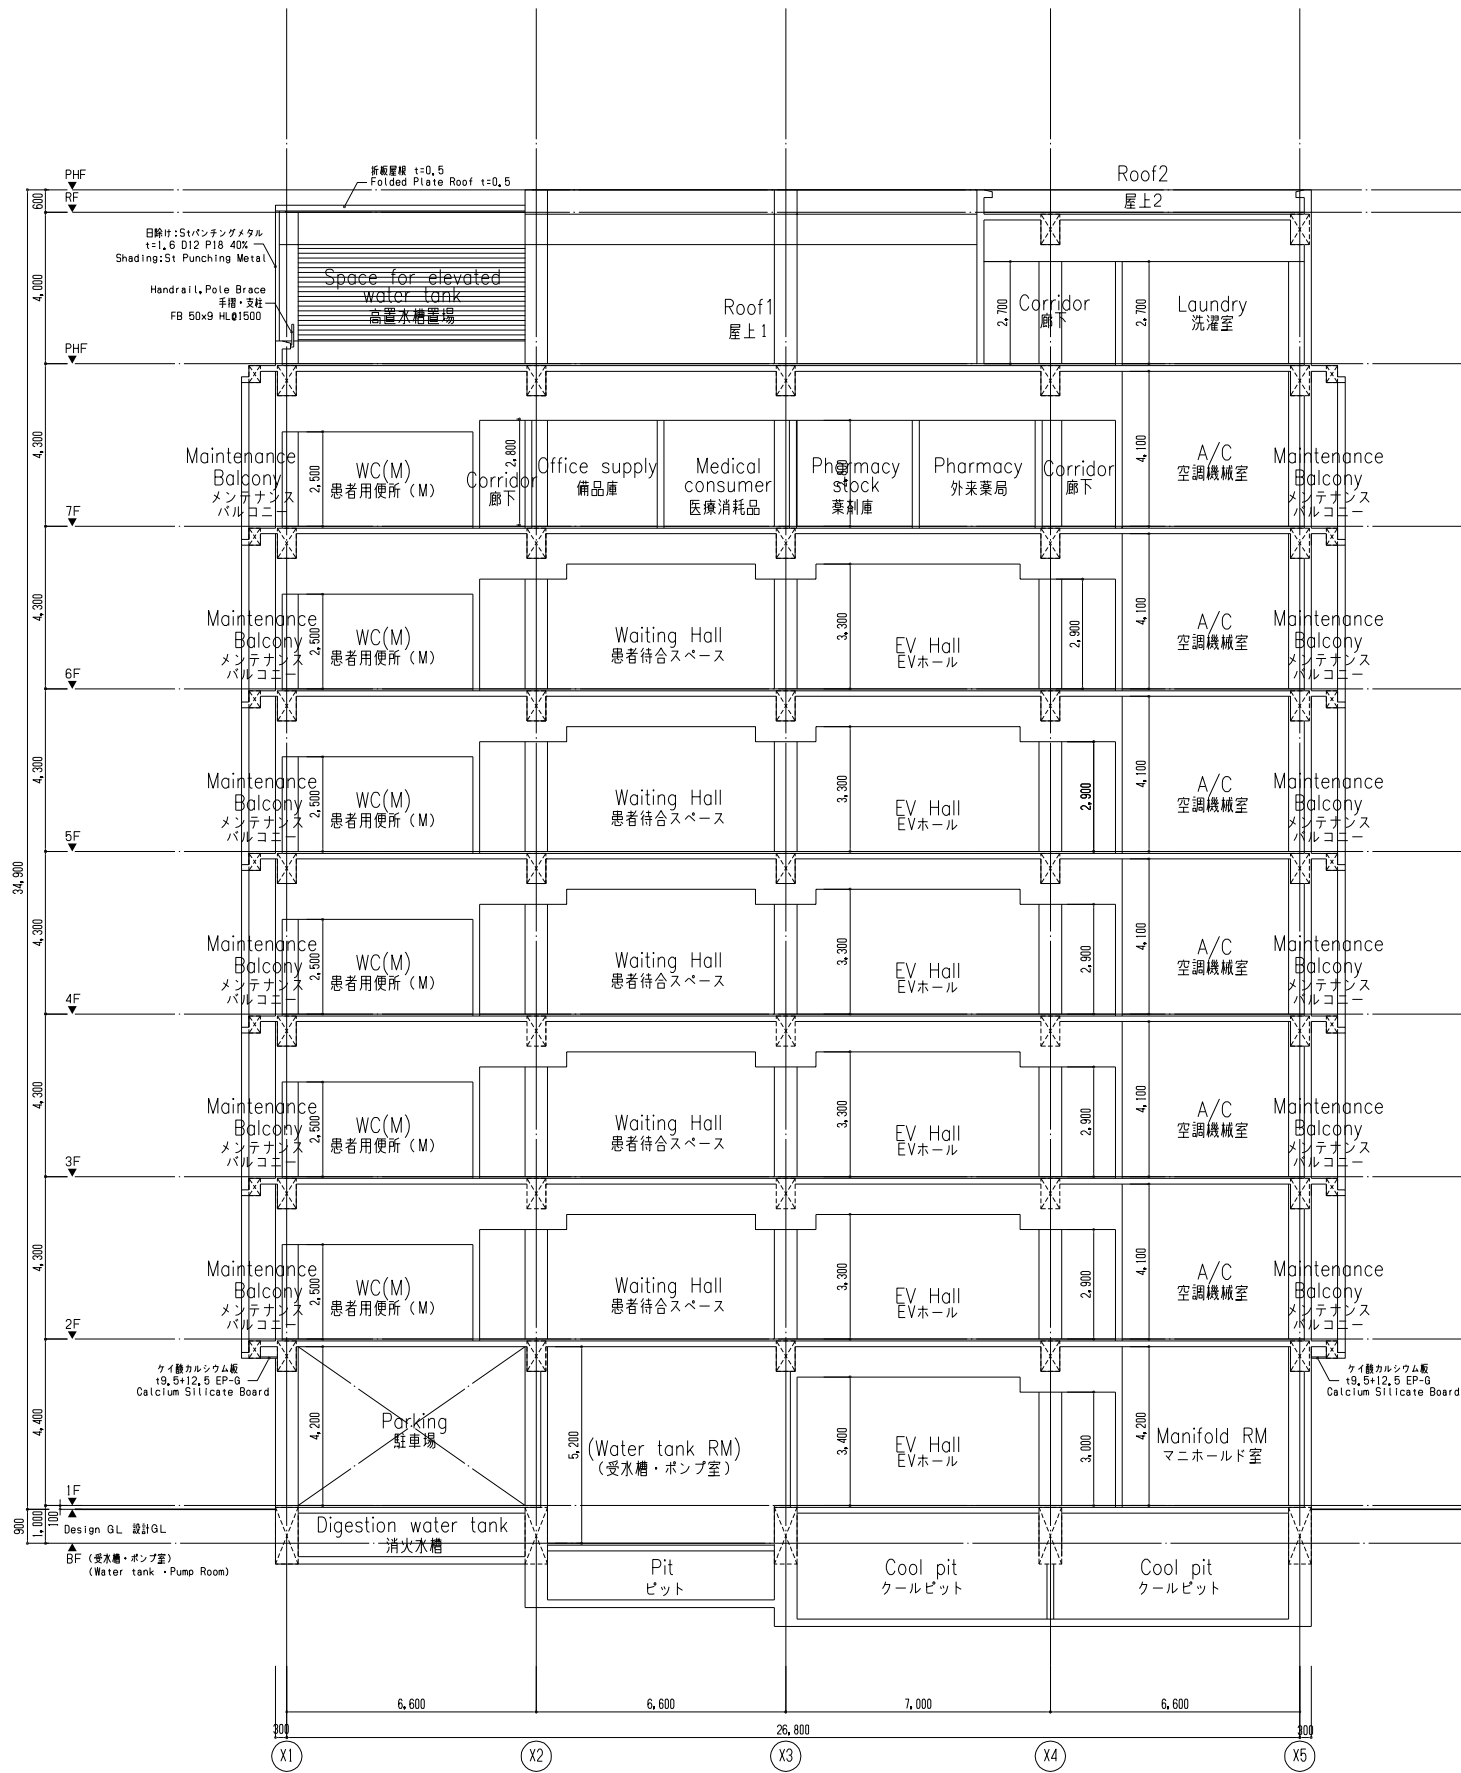 PHF
RF
600
折板屋根 t=0.5
Folded Plate Roof t=0.5
Roof2
屋上2
日除け:Stパンチングメタル
t=1.6 D12 P18 40%
Shading:St Punching Metal
Handrail,Pole Brace
手摺・支柱
FB 50x9 HL@1500
4,000
Space for elevated
water tank
高置水槽置場
Roof1
屋上1
2,700
Corridor
廊下
2,700
Laundry
洗濯室
PHF
4,300
Maintenance
Balcony
メンテナンス
バルコニー
2,500
WC(M)
患者用便所（M）
Corridor
廊下
2,800
Office supply
備品庫
Medical
consumer
医療消耗品
Pharmacy
stock
薬剤庫
Pharmacy
外来薬局
Corridor
廊下
4,100
A/C
空調機械室
Maintenance
Balcony
メンテナンス
バルコニー
7F
4,300
Maintenance
Balcony
メンテナンス
バルコニー
2,500
WC(M)
患者用便所（M）
Waiting Hall
患者待合スペース
3,300
EV Hall
EVホール
2,900
4,100
A/C
空調機械室
Maintenance
Balcony
メンテナンス
バルコニー
6F
4,300
Maintenance
Balcony
メンテナンス
バルコニー
2,500
WC(M)
患者用便所（M）
Waiting Hall
患者待合スペース
3,300
EV Hall
EVホール
2,900
4,100
A/C
空調機械室
Maintenance
Balcony
メンテナンス
バルコニー
5F
34,900
4,300
Maintenance
Balcony
メンテナンス
バルコニー
2,500
WC(M)
患者用便所（M）
Waiting Hall
患者待合スペース
3,300
EV Hall
EVホール
2,900
4,100
A/C
空調機械室
Maintenance
Balcony
メンテナンス
バルコニー
4F
4,300
Maintenance
Balcony
メンテナンス
バルコニー
2,500
WC(M)
患者用便所（M）
Waiting Hall
患者待合スペース
3,300
EV Hall
EVホール
2,900
4,100
A/C
空調機械室
Maintenance
Balcony
メンテナンス
バルコニー
3F
4,300
Maintenance
Balcony
メンテナンス
バルコニー
2,500
WC(M)
患者用便所（M）
Waiting Hall
患者待合スペース
3,300
EV Hall
EVホール
2,900
4,100
A/C
空調機械室
Maintenance
Balcony
メンテナンス
バルコニー
2F
ケイ酸カルシウム板
t9.5+12.5 EP-G
Calcium Silicate Board
ケイ酸カルシウム板
t9.5+12.5 EP-G
Calcium Silicate Board
4,400
4,200
Parking
駐車場
5,200
(Water tank RM)
（受水槽・ポンプ室）
3,400
EV Hall
EVホール
3,000
4,200
Manifold RM
マニホールド室
1F
900
1,000
100
Design GL 設計GL
BF（受水槽・ポンプ室）
(Water tank ・Pump Room)
Digestion water tank
消火水槽
Pit
ピット
Cool pit
クールピット
Cool pit
クールピット
6,600
6,600
7,000
6,600
300
26,800
300
X1
X2
X3
X4
X5